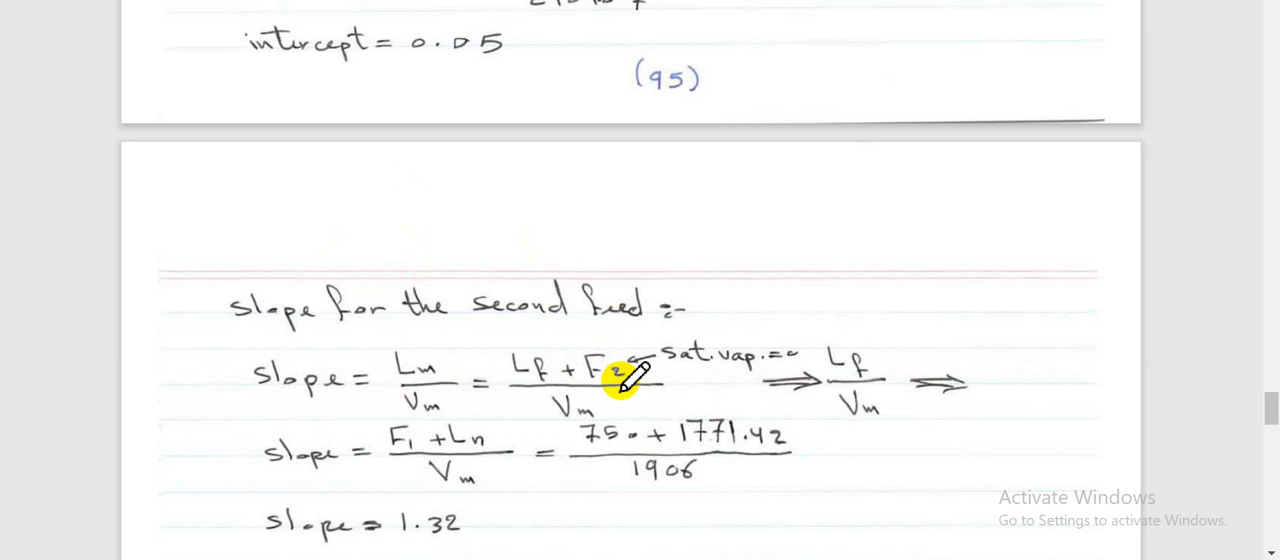 intercept = 0.05
(95)
slope for the second feed :-
slope = Lm / Vm = Lf + F2 / Vm ← sat. vap. = 0 ⇒ Lf / Vm ⇒
slope = F1 + Ln / Vm = 750 + 1771.42 / 1906
slope = 1.32
Activate Windows
Go to Settings to activate Windows.